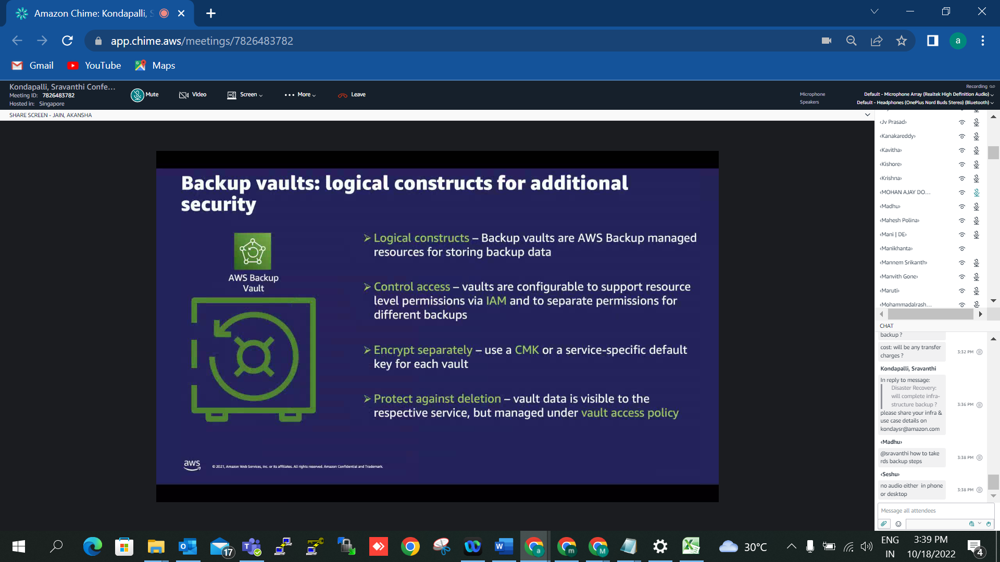 Amazon Chime: Kondapalli, S
app.chime.aws/meetings/7826483782
a
Gmail
YouTube
Maps
Kondapalli, Sravanthi Confe...
Meeting ID: 7826483782
Hosted in: Singapore
Mute
Video
Screen
More
Leave
Recording
Microphone
Default - Microphone Array (Realtek High Definition Audio)
Speakers
Default - Headphones (OnePlus Nord Buds Stereo) (Bluetooth)
SHARE SCREEN - JAIN, AKANSHA
Backup vaults: logical constructs for additional
security
AWS Backup
Vault
➢ Logical constructs – Backup vaults are AWS Backup managed
resources for storing backup data
➢ Control access – vaults are configurable to support resource
level permissions via IAM and to separate permissions for
different backups
➢ Encrypt separately – use a CMK or a service-specific default
key for each vault
➢ Protect against deletion – vault data is visible to the
respective service, but managed under vault access policy
aws
© 2021, Amazon Web Services, Inc. or its affiliates. All rights reserved. Amazon Confidential and Trademark.
‹Jv Prasad›
‹Kanakareddy›
‹Kavitha›
‹Kishore›
‹Krishna›
‹MOHAN AJAY DO...
‹Madhu›
‹Mahesh Polina›
‹Mani | DE›
‹Manikhanta›
‹Mannem Srikanth›
‹Manvith Gone›
‹Maruti›
‹Mohammadalrash...
CHAT
backup ?
cost: will be any transfer
charges ?
3:32 PM
Kondapalli, Sravanthi
In reply to message:
Disaster Recovery:
will complete infra-
structure backup ?
please share your infra &
use case details on
kondaysr@amazon.com
3:36 PM
‹Madhu›
@sravanthi how to take
rds backup steps
3:38 PM
‹Seshu›
no audio either in phone
or desktop
3:38 PM
Message all attendees
17
T
W
a
m
M
30°C
ENG
IN
3:39 PM
10/18/2022
4